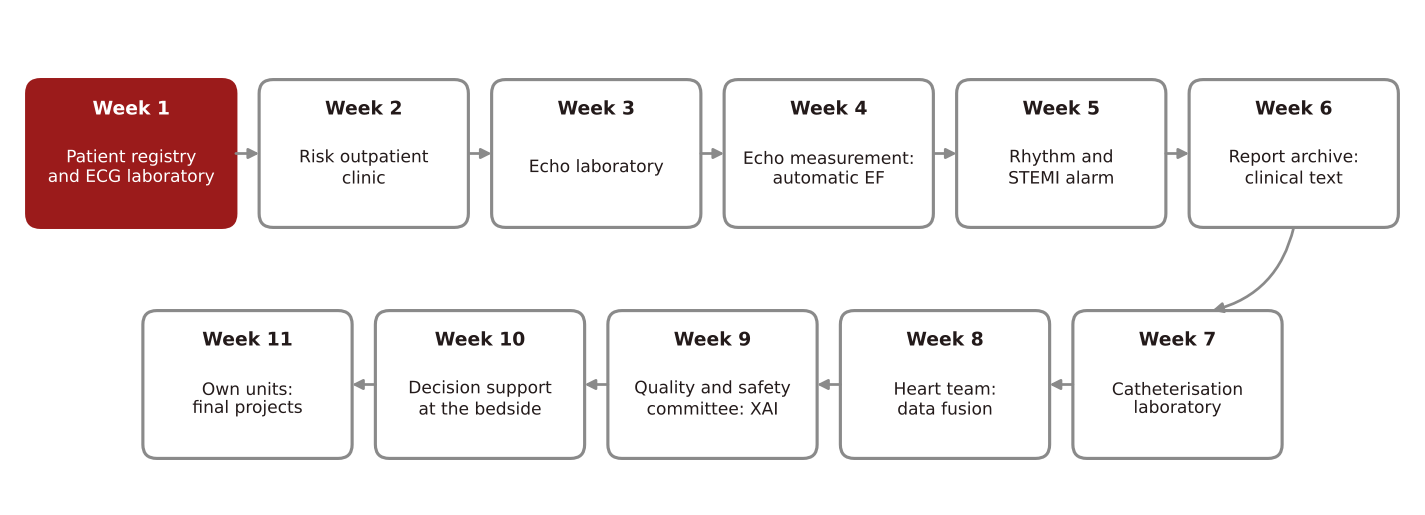 Week 1
Patient registry
and ECG laboratory
Week 2
Risk outpatient
clinic
Week 3
Echo laboratory
Week 4
Echo measurement:
automatic EF
Week 5
Rhythm and
STEMI alarm
Week 6
Report archive:
clinical text
Week 7
Catheterisation
laboratory
Week 8
Heart team:
data fusion
Week 9
Quality and safety
committee: XAI
Week 10
Decision support
at the bedside
Week 11
Own units:
final projects